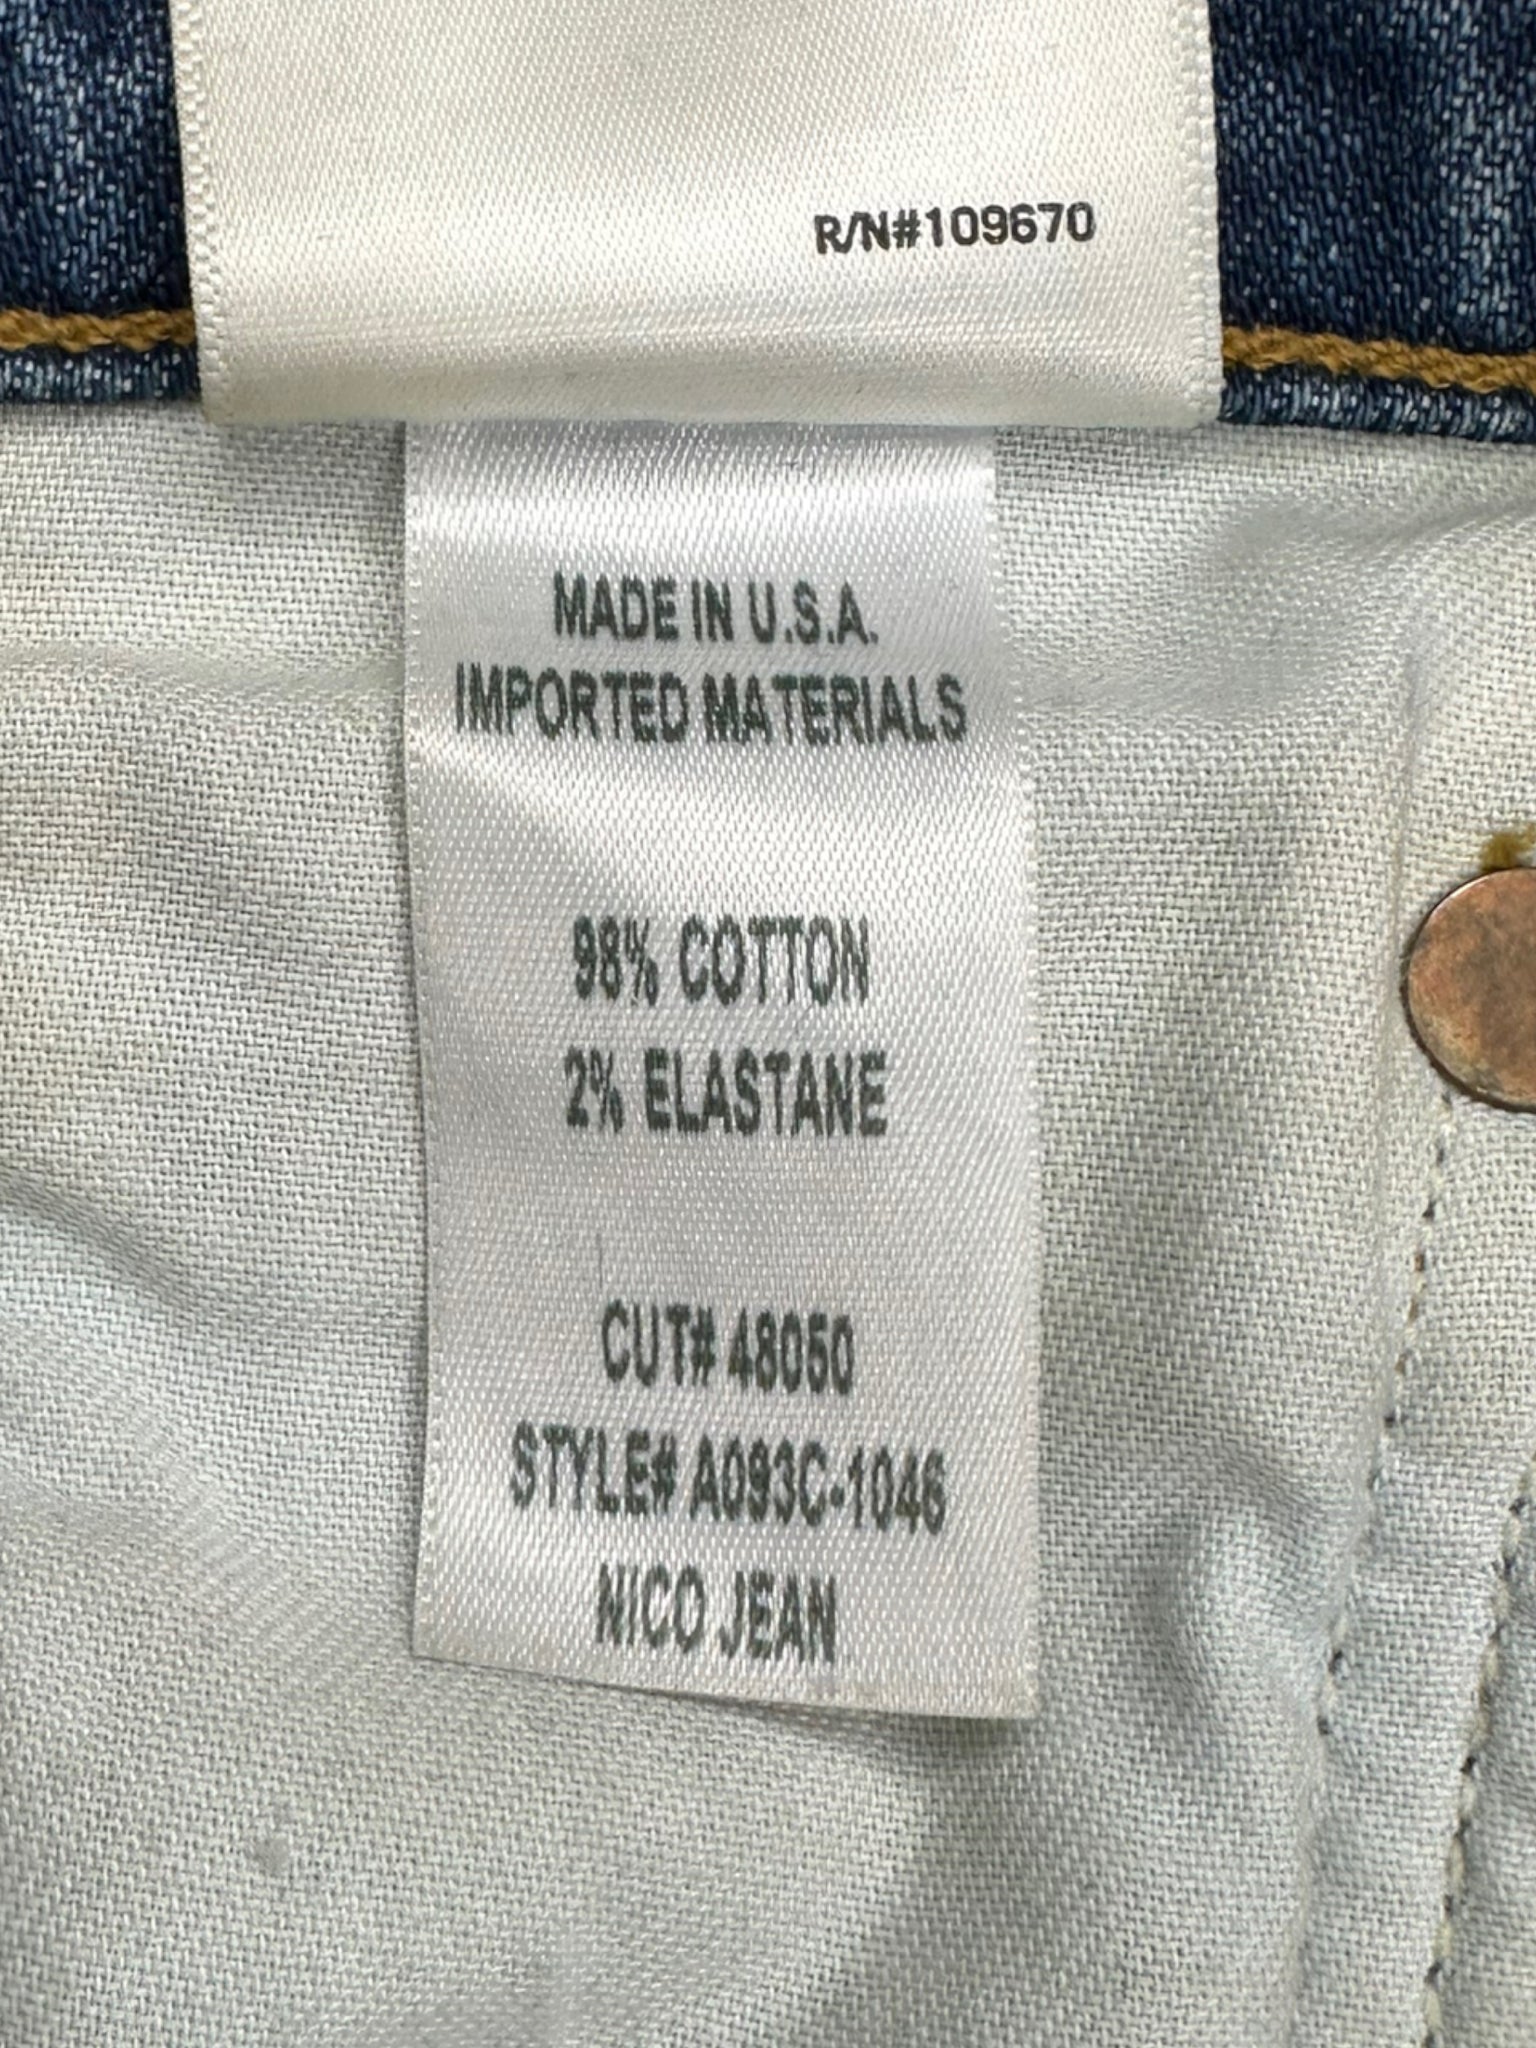 R/N#109670
MADE IN U.S.A.
IMPORTED MATERIALS
98% COTTON
2% ELASTANE
CUT# 48050
STYLE# A093C-1046
NICO JEAN